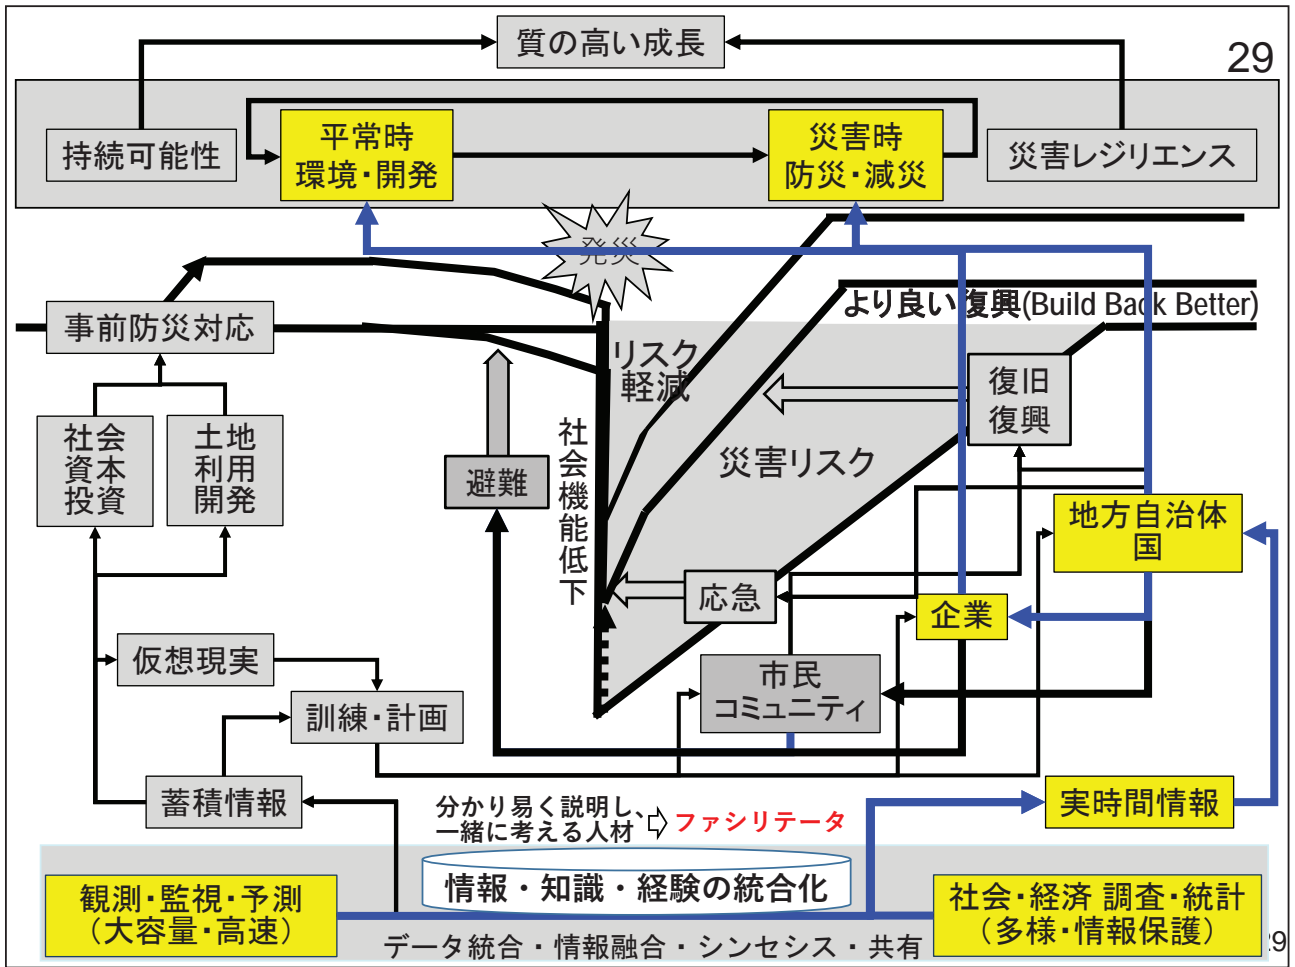 質の高い成長
29
持続可能性
平常時
環境・開発
災害時
防災・減災
災害レジリエンス
発災
事前防災対応
より良い復興(Build Back Better)
リスク
軽減
復旧
復興
社会
資本
投資
土地
利用
開発
避難
社会機能低下
災害リスク
地方自治体
国
応急
企業
仮想現実
市民
コミュニティ
訓練・計画
蓄積情報
分かり易く説明し、
一緒に考える人材
ファシリテータ
実時間情報
情報・知識・経験の統合化
観測・監視・予測
（大容量・高速）
社会・経済 調査・統計
（多様・情報保護）
データ統合・情報融合・シンセシス・共有
29